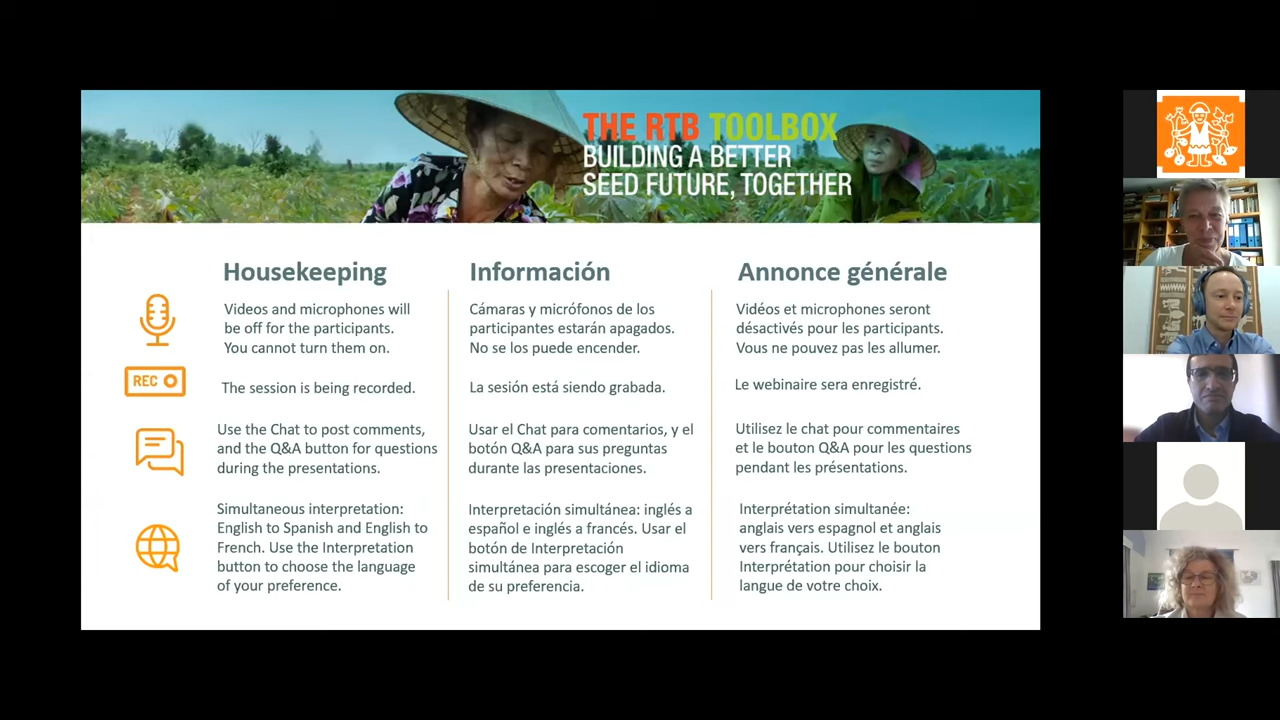 THE RTB TOOLBOX
BUILDING A BETTER
SEED FUTURE, TOGETHER
Housekeeping
Videos and microphones will
be off for the participants.
You cannot turn them on.
REC
The session is being recorded.
Use the Chat to post comments,
and the Q&A button for questions
during the presentations.
Simultaneous interpretation:
English to Spanish and English to
French. Use the Interpretation
button to choose the language
of your preference.
Información
Cámaras y micrófonos de los
participantes estarán apagados.
No se los puede encender.
La sesión está siendo grabada.
Usar el Chat para comentarios, y el
botón Q&A para sus preguntas
durante las presentaciones.
Interpretación simultánea: inglés a
español e inglés a francés. Usar el
botón de Interpretación
simultánea para escoger el idioma
de su preferencia.
Annonce générale
Vidéos et microphones seront
désactivés pour les participants.
Vous ne pouvez pas les allumer.
Le webinaire sera enregistré.
Utilisez le chat pour commentaires
et le bouton Q&A pour les questions
pendant les présentations.
Interprétation simultanée:
anglais vers espagnol et anglais
vers français. Utilisez le bouton
Interprétation pour choisir la
langue de votre choix.